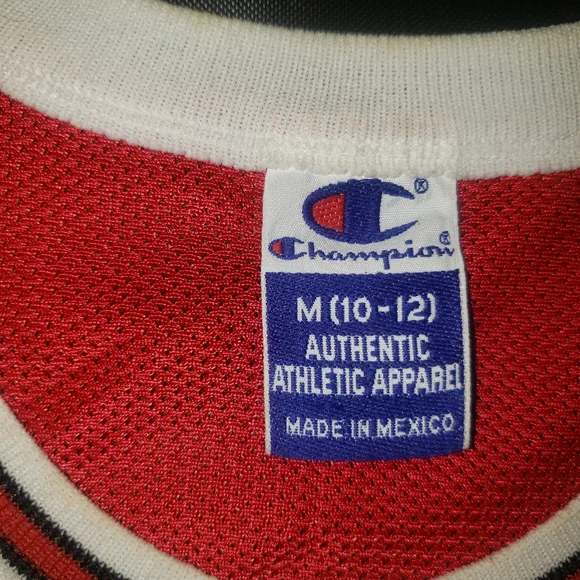 Champion
M (10-12)
AUTHENTIC
ATHLETIC APPAREL
MADE IN MEXICO